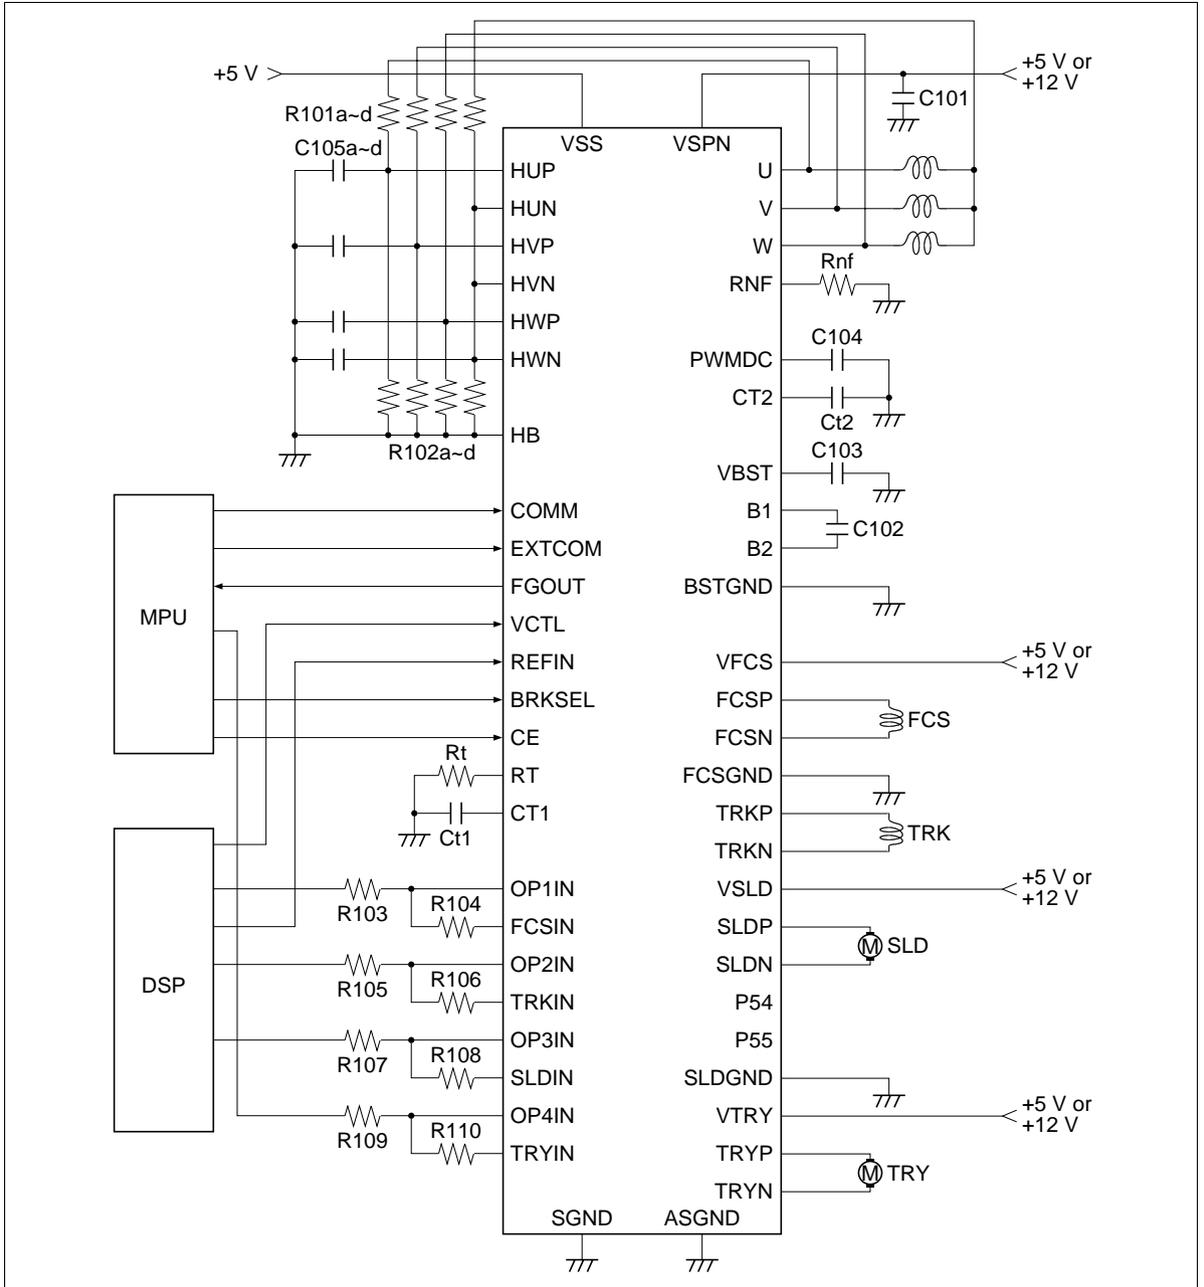 +5 V
+5 V or
+12 V
C101
R101a~d
C105a~d
VSS
VSPN
HUP
U
HUN
V
HVP
W
Rnf
HVN
RNF
HWP
C104
HWN
PWMDC
CT2
Ct2
HB
R102a~d
C103
VBST
COMM
B1
C102
EXTCOM
B2
FGOUT
BSTGND
MPU
VCTL
REFIN
VFCS
+5 V or
+12 V
BRKSEL
FCSP
FCS
CE
FCSN
Rt
RT
FCSGND
CT1
Ct1
TRKP
TRK
TRKN
OP1IN
VSLD
+5 V or
+12 V
R103
R104
FCSIN
SLDP
M
SLD
OP2IN
SLDN
DSP
R105
R106
TRKIN
P54
OP3IN
P55
R107
R108
SLDIN
SLDGND
OP4IN
VTRY
+5 V or
+12 V
R109
R110
TRYIN
TRYP
M
TRY
TRYN
SGND
ASGND